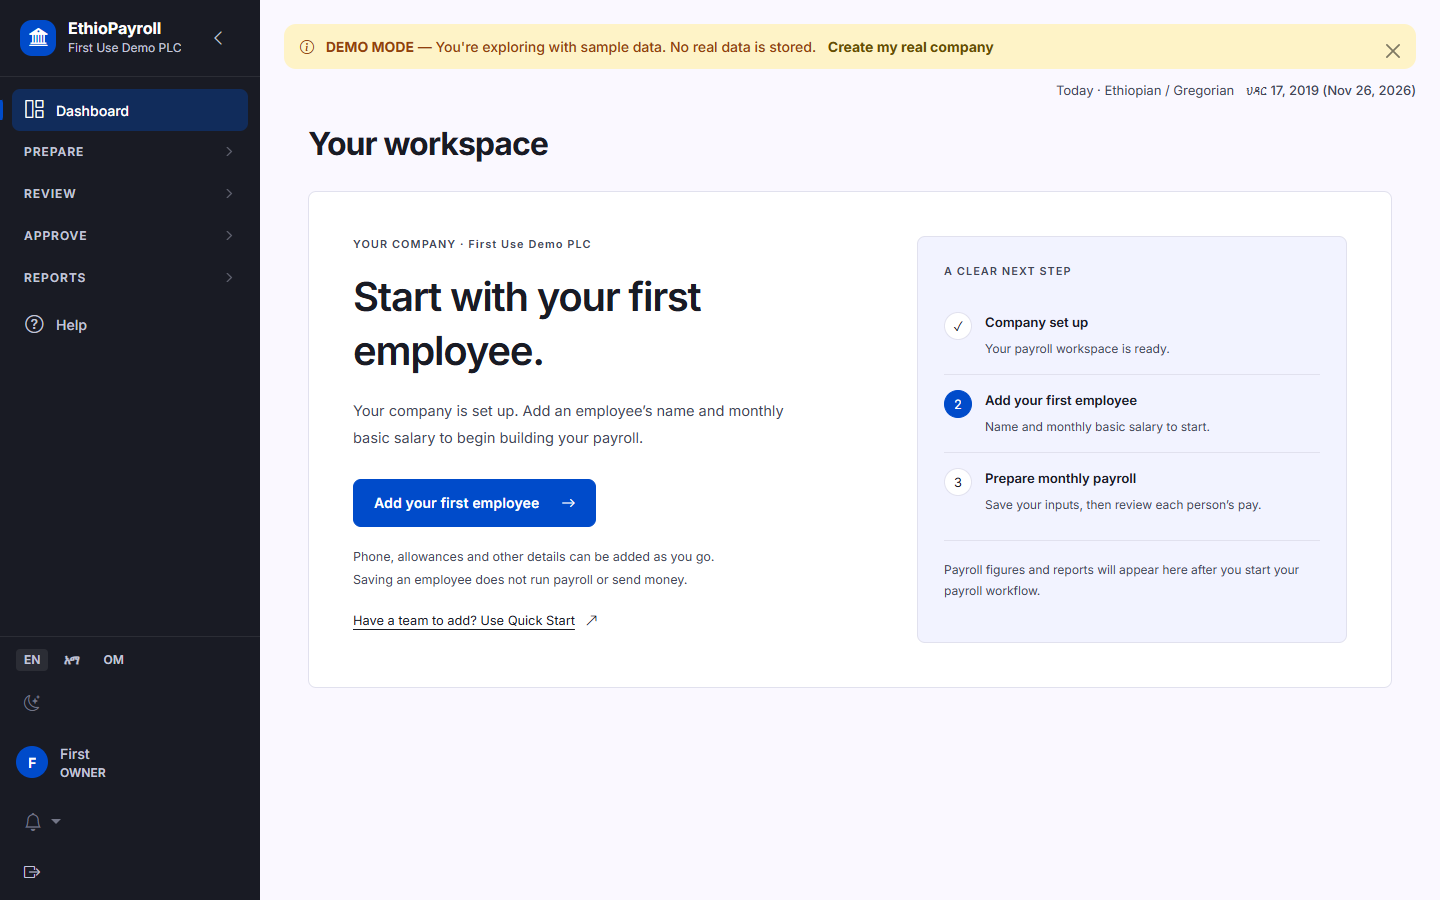 EthioPayroll
First Use Demo PLC
Dashboard
PREPARE
REVIEW
APPROVE
REPORTS
Help
EN አማ OM
First
OWNER
F
DEMO MODE — You're exploring with sample data. No real data is stored. Create my real company
Today · Ethiopian / Gregorian ህዳር 17, 2019 (Nov 26, 2026)
Your workspace
YOUR COMPANY · First Use Demo PLC
Start with your first
employee.
Your company is set up. Add an employee’s name and monthly
basic salary to begin building your payroll.
Add your first employee →
Phone, allowances and other details can be added as you go.
Saving an employee does not run payroll or send money.
Have a team to add? Use Quick Start ↗
A CLEAR NEXT STEP
✓ Company set up
Your payroll workspace is ready.
2 Add your first employee
Name and monthly basic salary to start.
3 Prepare monthly payroll
Save your inputs, then review each person’s pay.
Payroll figures and reports will appear here after you start your
payroll workflow.